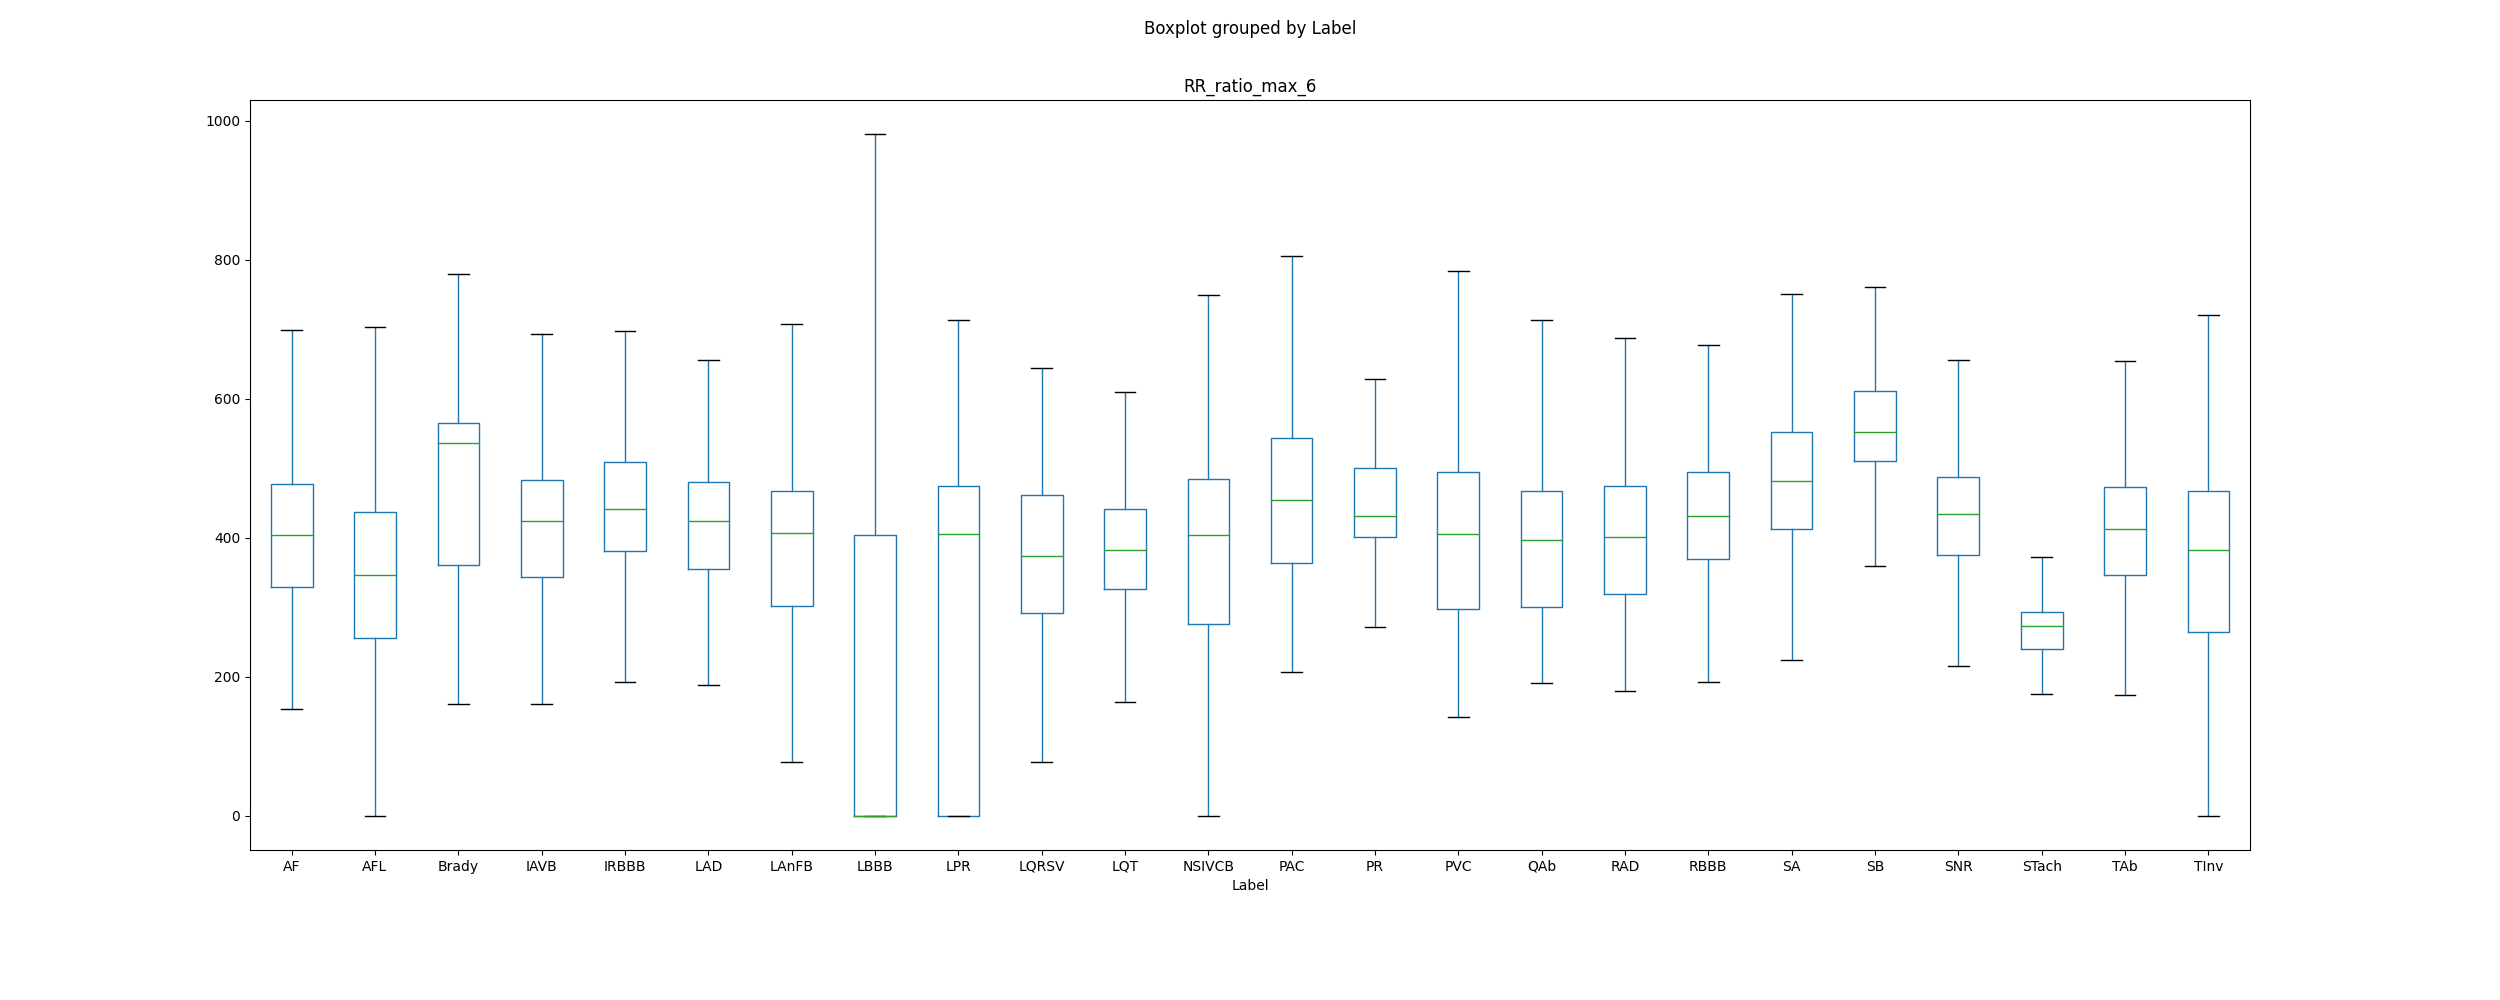 Boxplot grouped by Label
RR_ratio_max_6
1000
800
600
400
200
0
AF AFL Brady IAVB IRBBB LAD LAnFB LBBB LPR LQRSV LQT NSIVCB PAC PR PVC QAb RAD RBBB SA SB SNR STach TAb TInv
Label